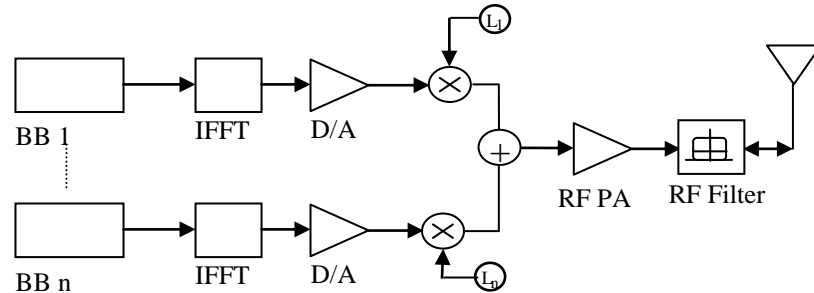 L1
BB 1
IFFT
D/A
RF PA
RF Filter
BB n
IFFT
D/A
Ln